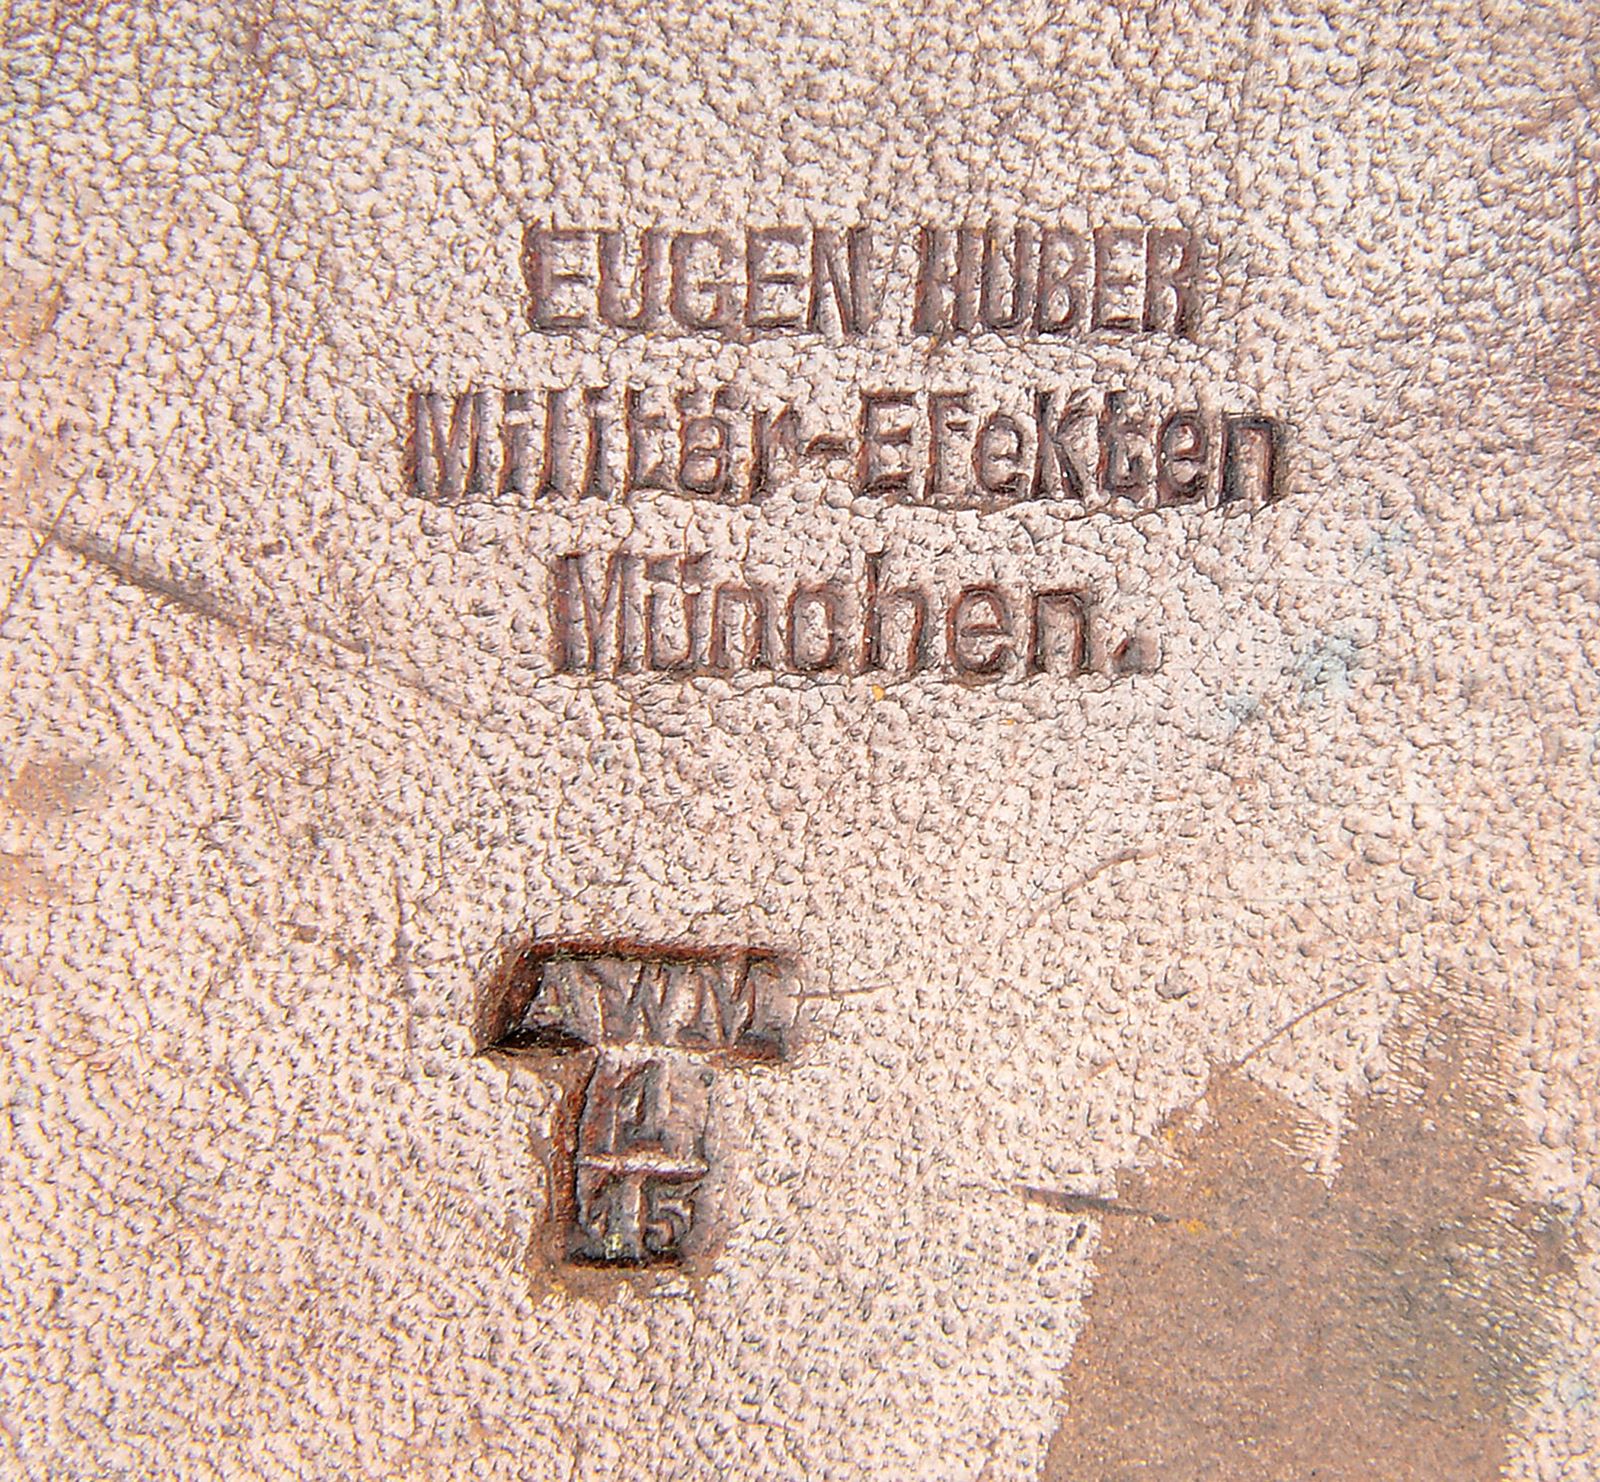 EUGEN HUBER
Militär-Efekten
München.
AWM
1
15